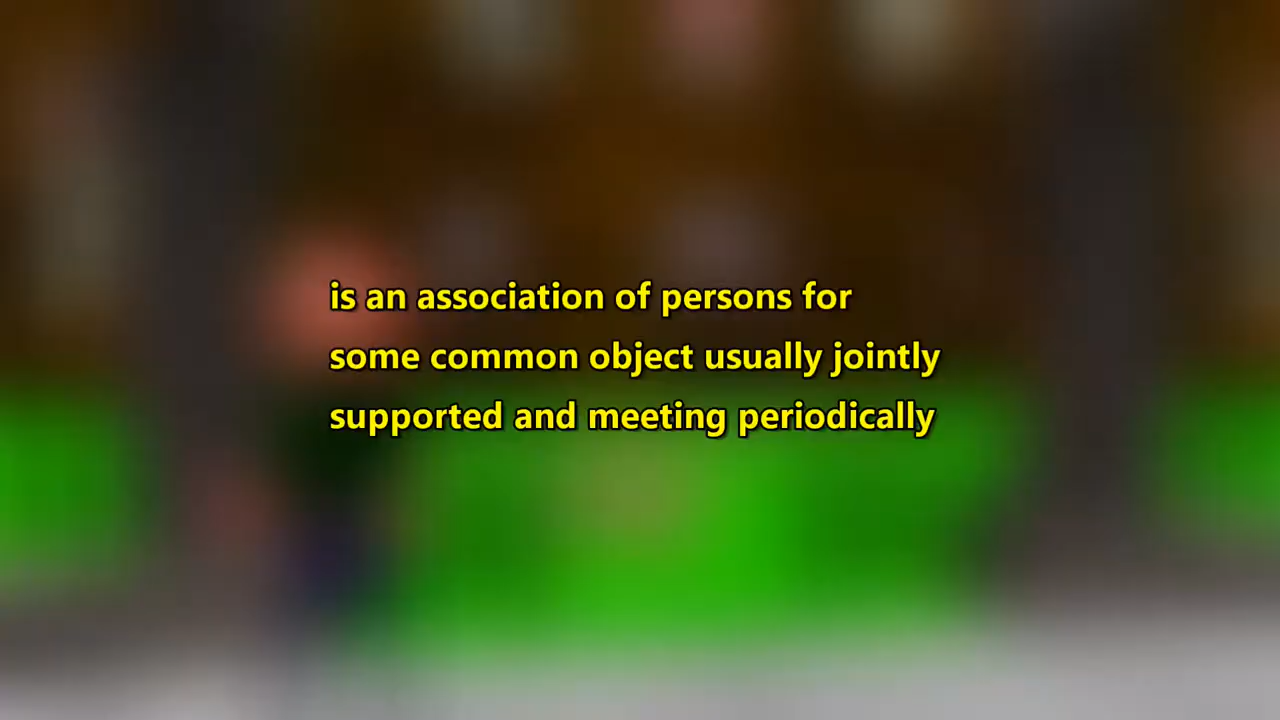 is an association of persons for
some common object usually jointly
supported and meeting periodically